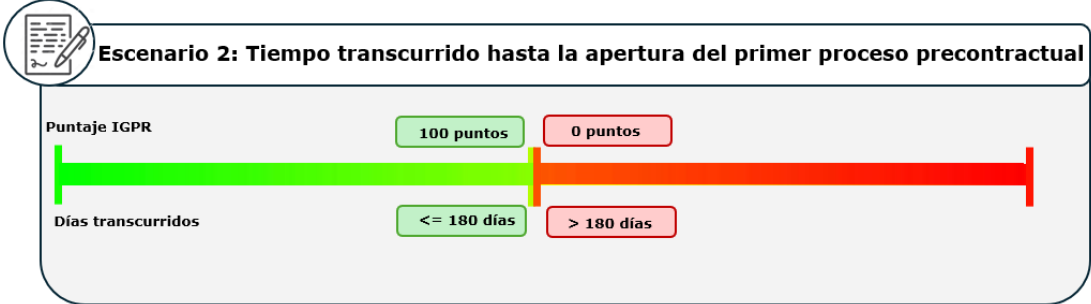 Escenario 2: Tiempo transcurrido hasta la apertura del primer proceso precontractual
Puntaje IGPR
100 puntos
0 puntos
Días transcurridos
<= 180 días
> 180 días